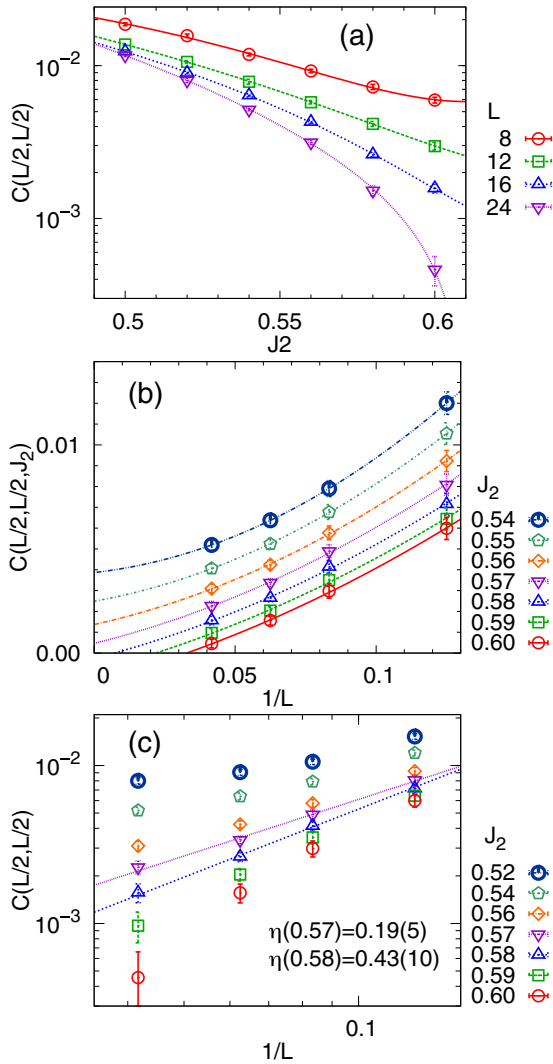 (a)
C(L/2,L/2)
10⁻²
10⁻³
0.5
0.55
0.6
J2
L
8
12
16
24
(b)
C(L/2,L/2,J₂)
0.01
0.00
0
0.05
0.1
1/L
J₂
0.54
0.55
0.56
0.57
0.58
0.59
0.60
(c)
C(L/2,L/2)
10⁻²
10⁻³
η(0.57)=0.19(5)
η(0.58)=0.43(10)
0.1
1/L
J₂
0.52
0.54
0.56
0.57
0.58
0.59
0.60